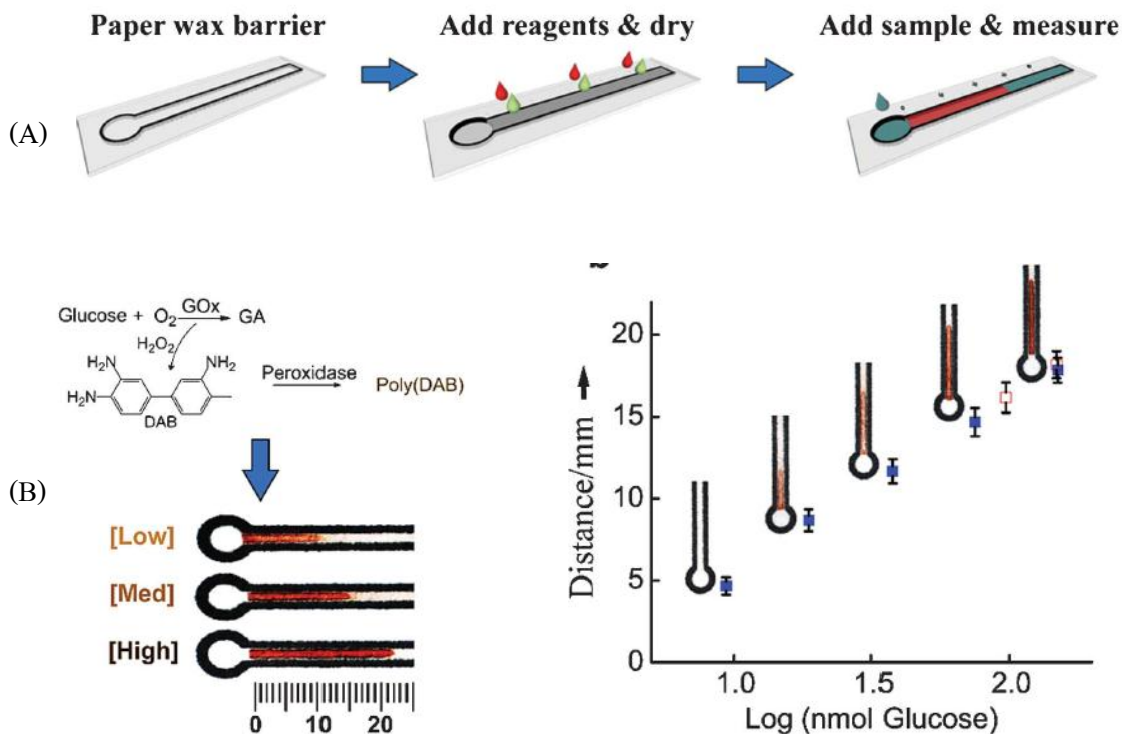 Paper wax barrier
Add reagents & dry
Add sample & measure
(A)
Glucose + O2 GOx GA
H2O2
H2N
NH2
H2N
DAB
Peroxidase
Poly(DAB)
(B)
[Low]
[Med]
[High]
0 10 20
Distance/mm
20
15
10
5
0
1.0 1.5 2.0
Log (nmol Glucose)